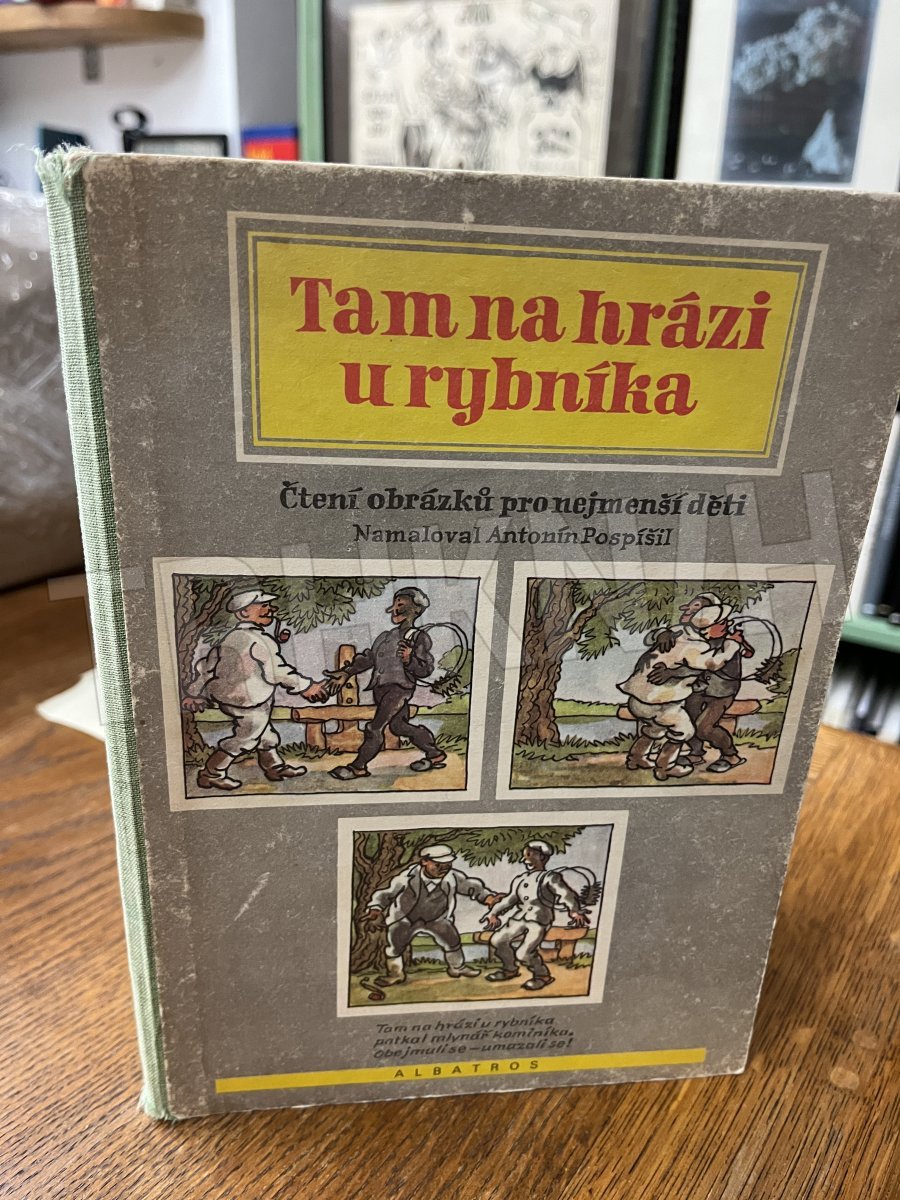 Tam na hrázi
u rybníka
Čtení obrázků pro nejmenší děti
Namaloval Antonín Pospíšil
Tam na hrázi u rybníka
potkal mlynář kominíka.
Obejmuli se – umazali se!
ALBATROS